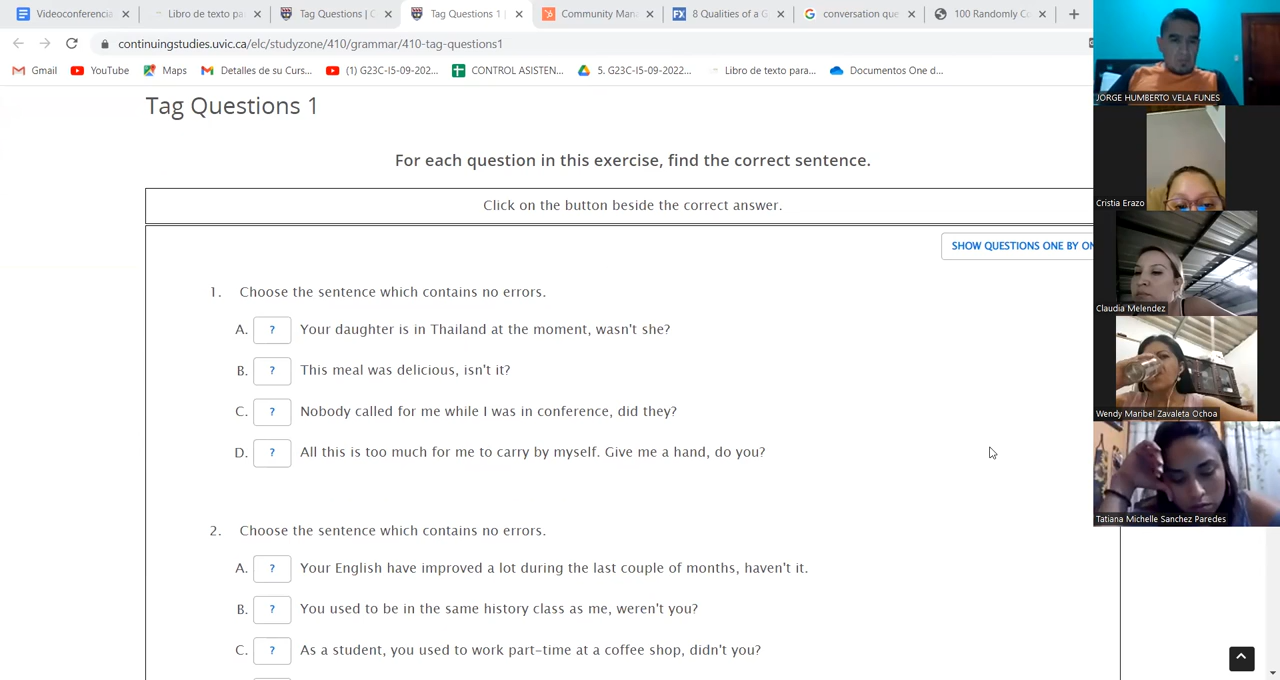 Videoconferencia
Libro de texto pa
Tag Questions | C
Tag Questions 1 |
Community Mana
8 Qualities of a G
conversation que
100 Randomly Co
continuingstudies.uvic.ca/elc/studyzone/410/grammar/410-tag-questions1
Gmail
YouTube
Maps
Detalles de su Curs...
(1) G23C-I5-09-202...
CONTROL ASISTEN...
5. G23C-I5-09-2022...
Libro de texto para...
Documentos One d...
Tag Questions 1
For each question in this exercise, find the correct sentence.
Click on the button beside the correct answer.
SHOW QUESTIONS ONE BY ON
1. Choose the sentence which contains no errors.
A. ? Your daughter is in Thailand at the moment, wasn't she?
B. ? This meal was delicious, isn't it?
C. ? Nobody called for me while I was in conference, did they?
D. ? All this is too much for me to carry by myself. Give me a hand, do you?
2. Choose the sentence which contains no errors.
A. ? Your English have improved a lot during the last couple of months, haven't it.
B. ? You used to be in the same history class as me, weren't you?
C. ? As a student, you used to work part-time at a coffee shop, didn't you?
JORGE HUMBERTO VELA FUNES
Cristia Erazo
Claudia Melendez
Wendy Maribel Zavaleta Ochoa
Tatiana Michelle Sanchez Paredes